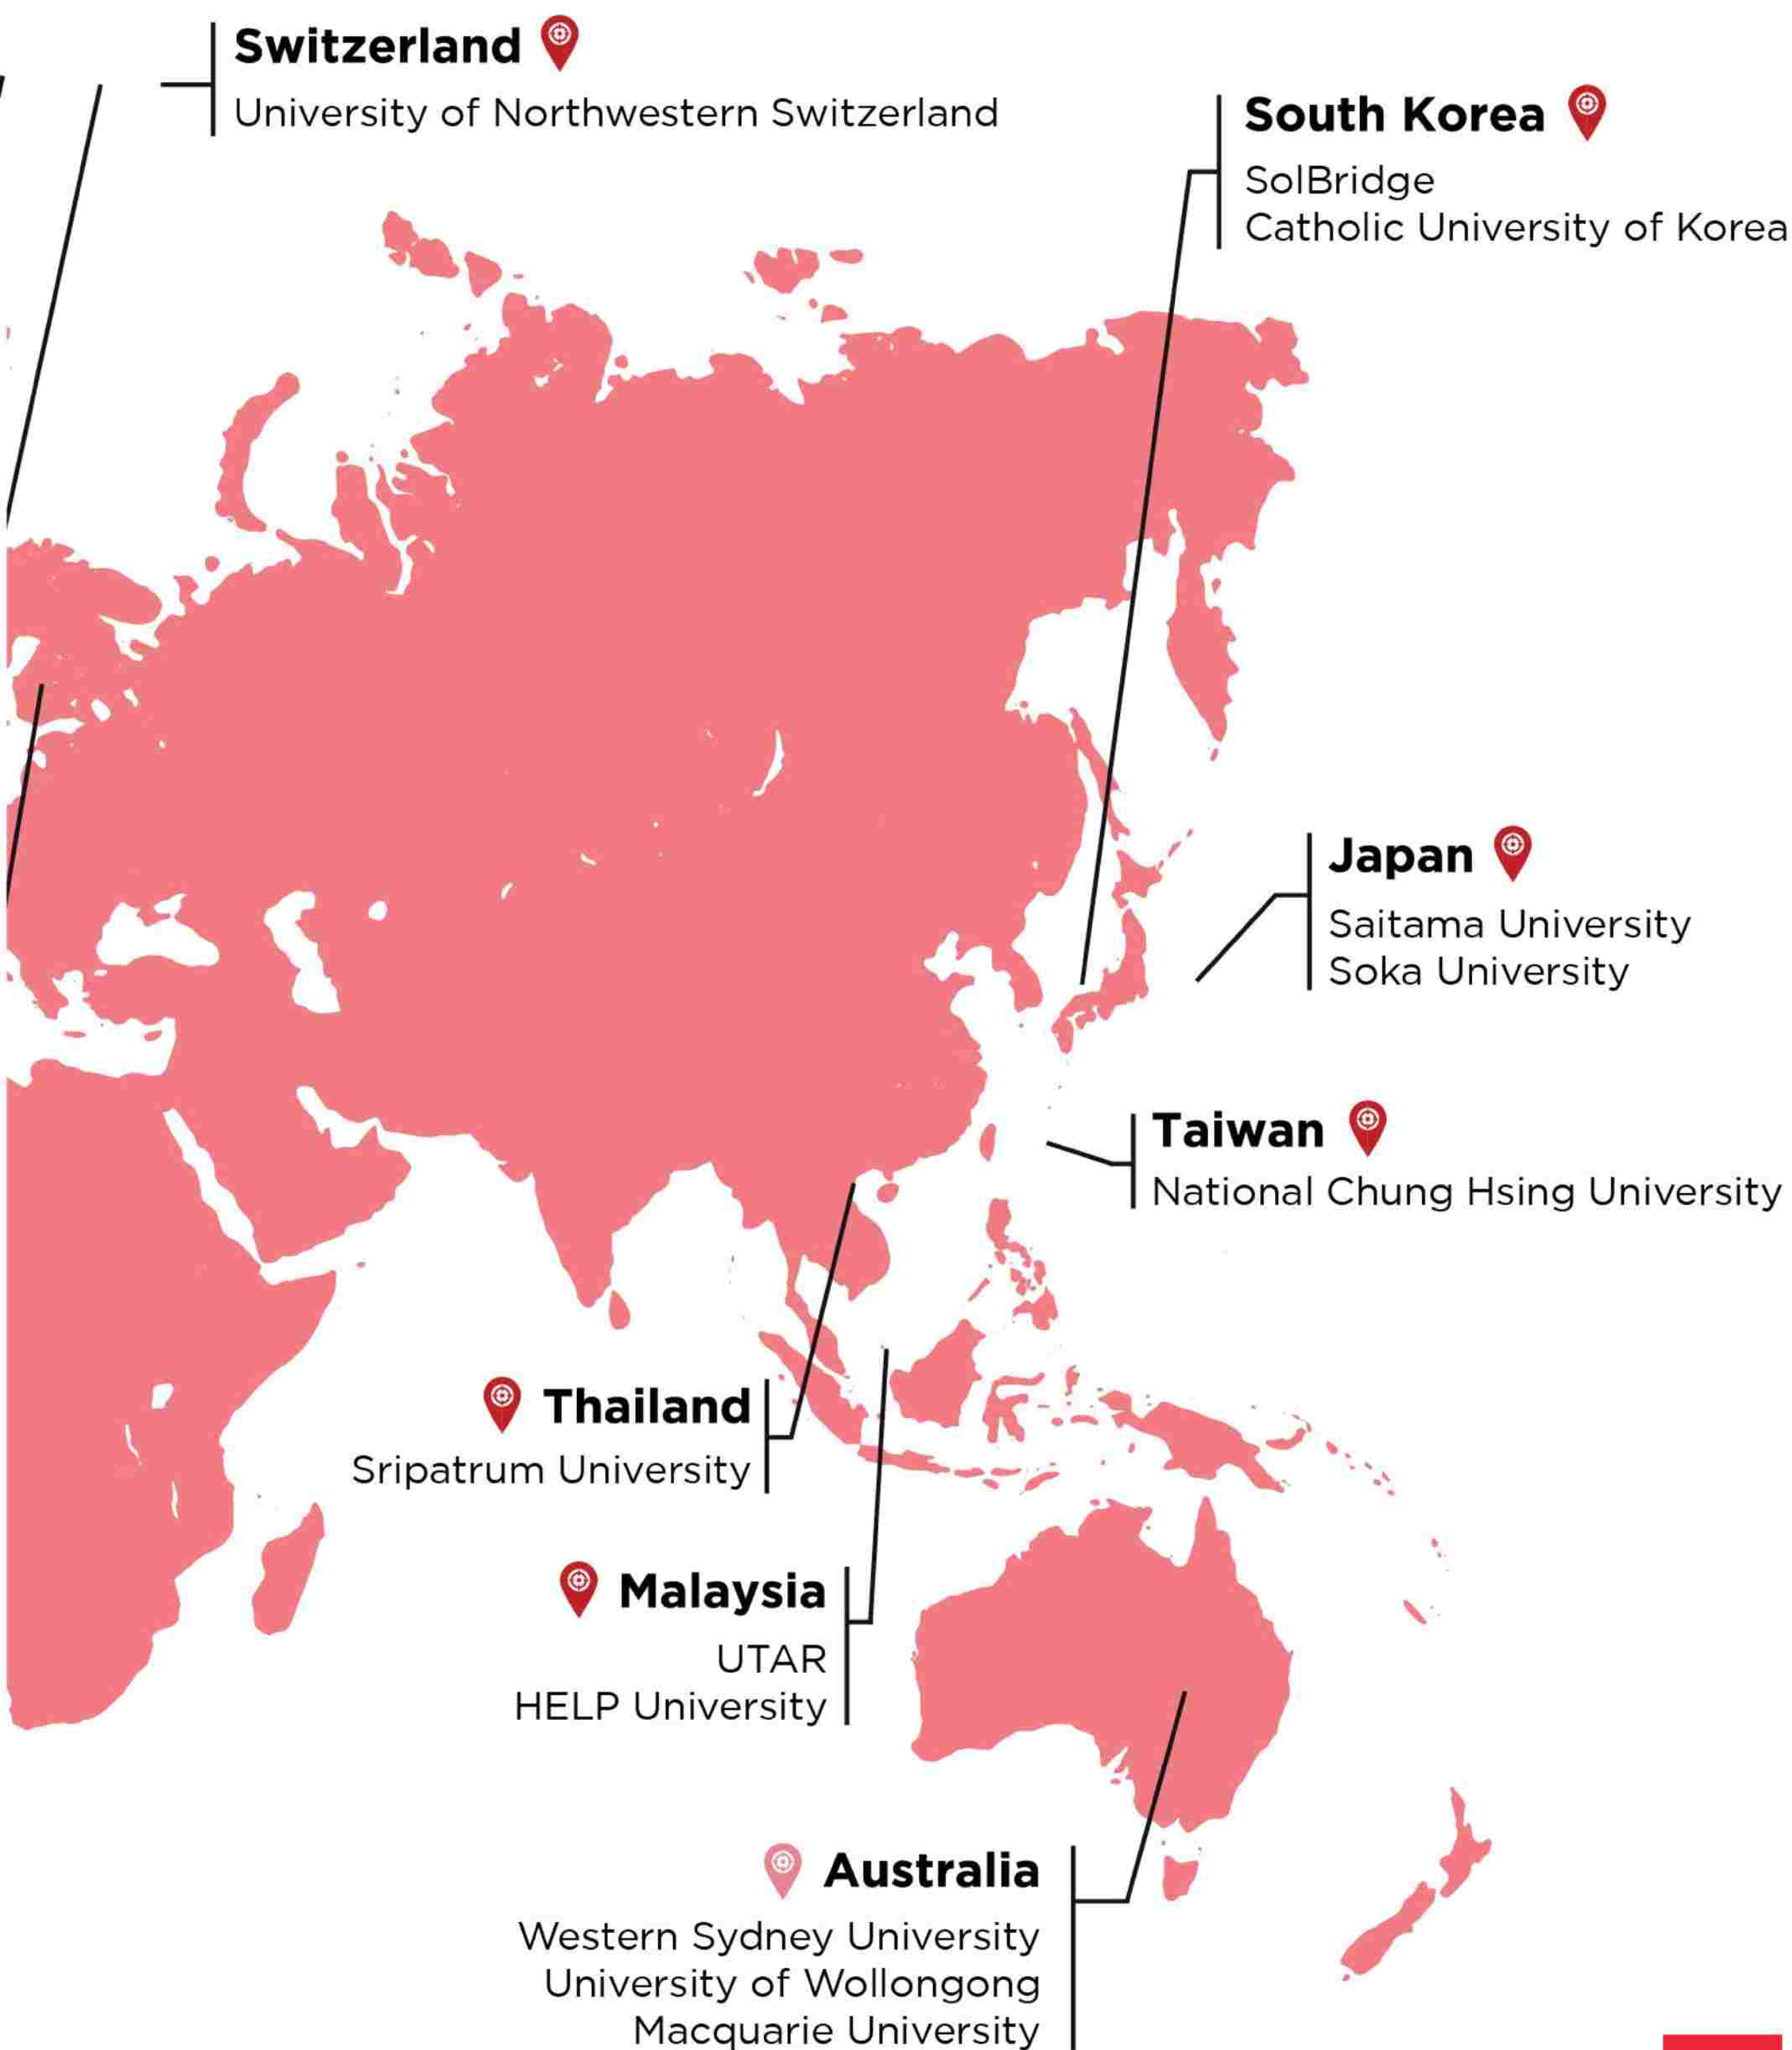 Switzerland
University of Northwestern Switzerland
South Korea
SolBridge
Catholic University of Korea
Japan
Saitama University
Soka University
Taiwan
National Chung Hsing University
Thailand
Sripatrum University
Malaysia
UTAR
HELP University
Australia
Western Sydney University
University of Wollongong
Macquarie University